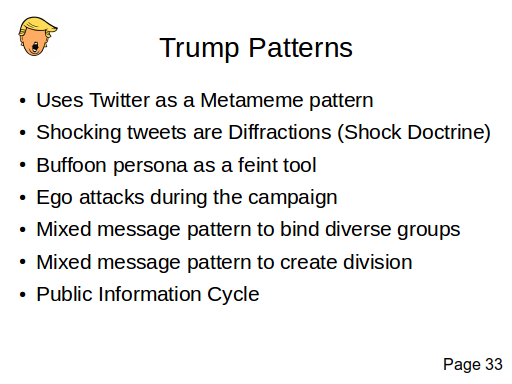 Trump Patterns
• Uses Twitter as a Metameme pattern
• Shocking tweets are Diffractions (Shock Doctrine)
• Buffoon persona as a feint tool
• Ego attacks during the campaign
• Mixed message pattern to bind diverse groups
• Mixed message pattern to create division
• Public Information Cycle
Page 33